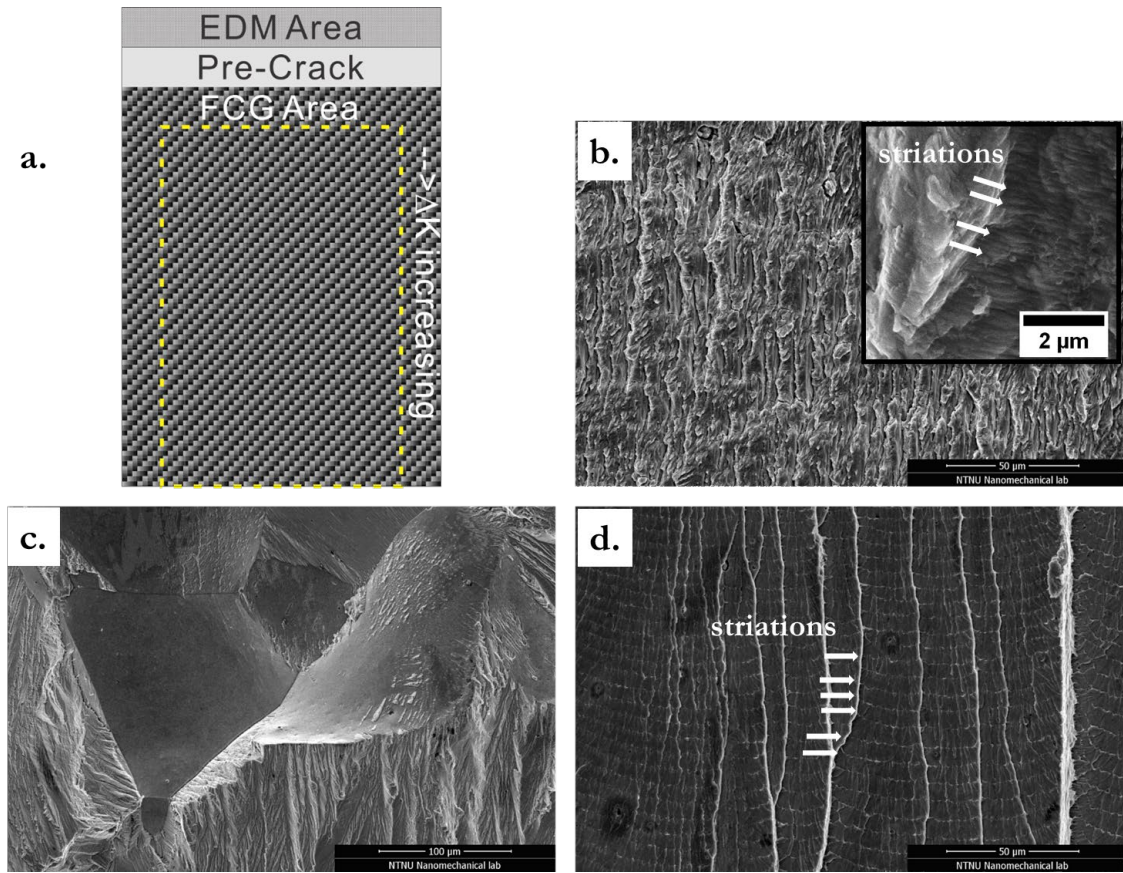 EDM Area
Pre-Crack
FCG Area
-->ΔK increasing
a.
b.
striations
2 µm
50 µm
NTNU Nanomechanical lab
c.
100 µm
NTNU Nanomechanical lab
d.
striations
50 µm
NTNU Nanomechanical lab